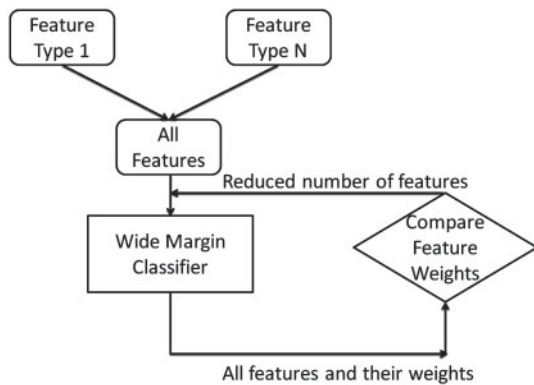 Feature
Type 1
Feature
Type N
All
Features
Reduced number of features
Wide Margin
Classifier
Compare
Feature
Weights
All features and their weights